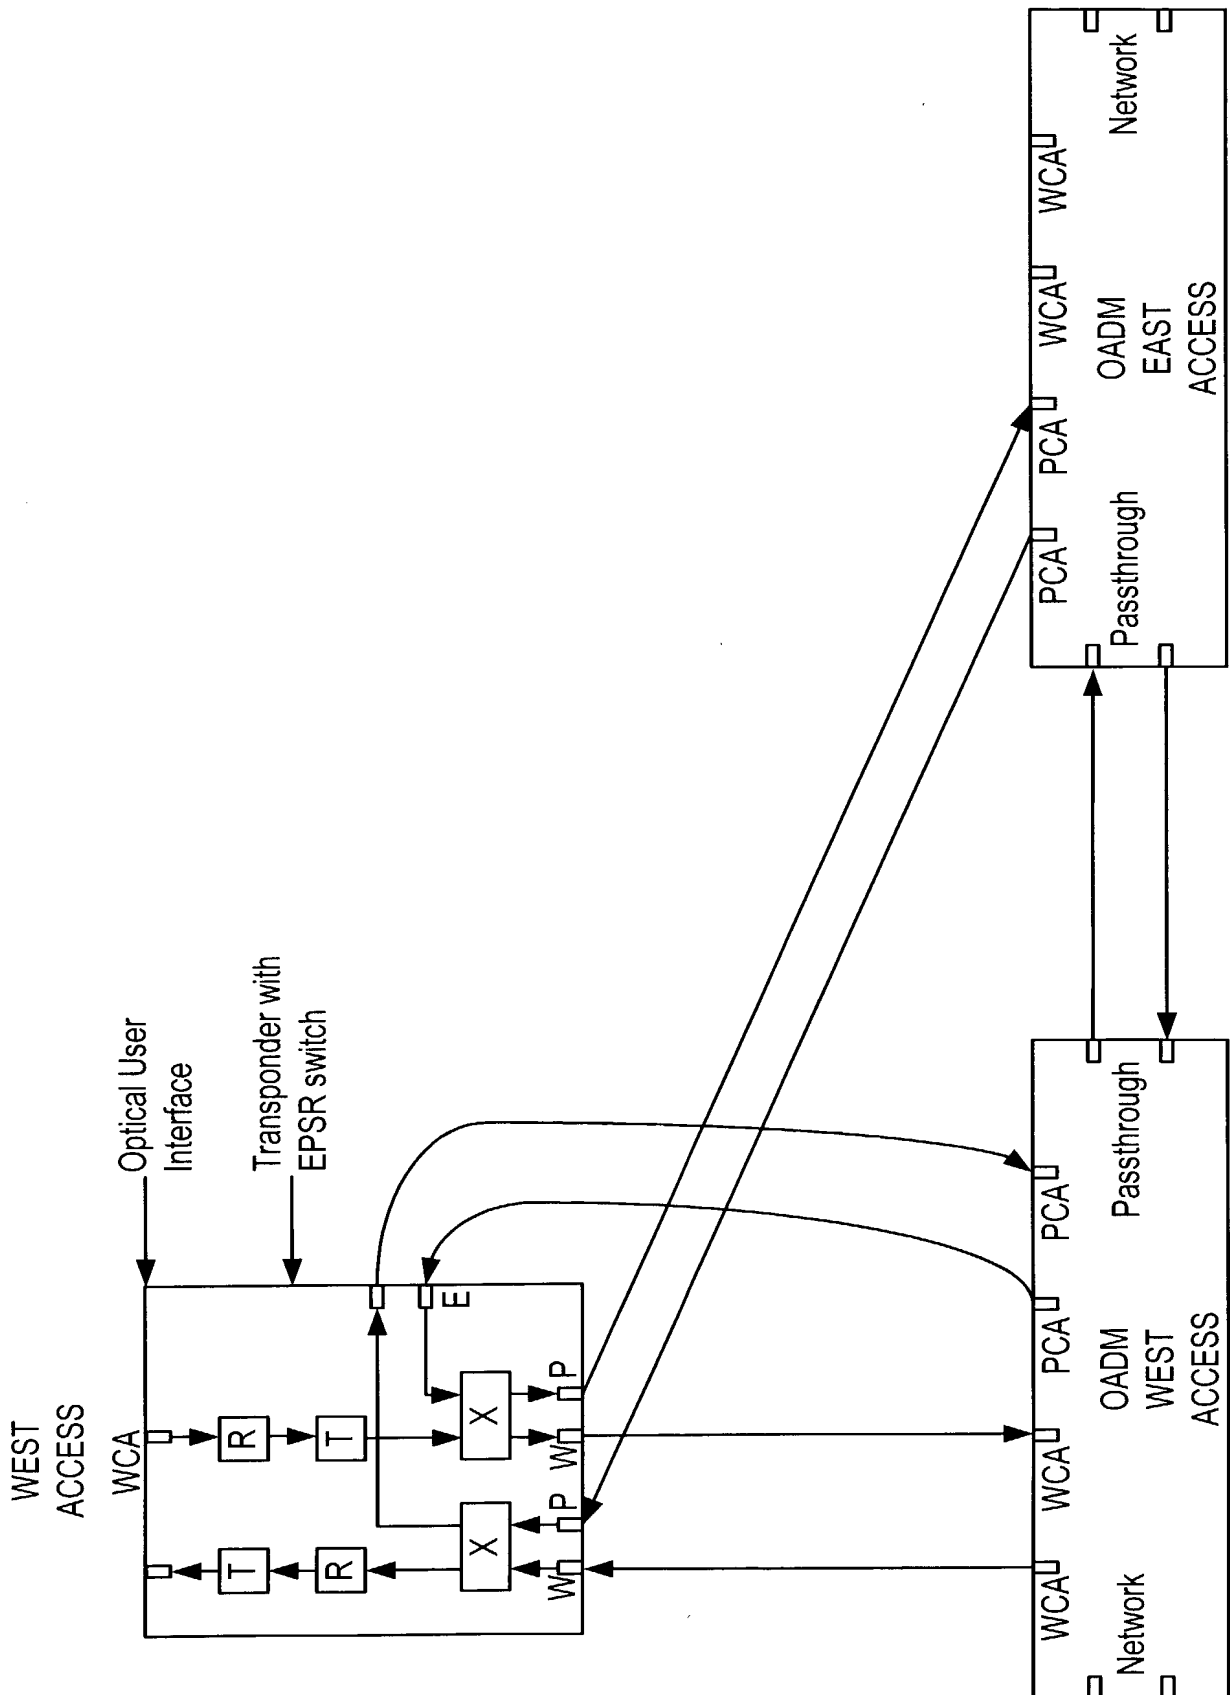 WEST
ACCESS
WCA
Optical User
Interface
Transponder with
EPSR switch
T
R
R
T
X
X
E
W
P
W
P
WCA
WCA
PCA
PCA
Network
OADM
WEST
ACCESS
Passthrough
PCA
PCA
WCA
WCA
Passthrough
OADM
EAST
ACCESS
Network